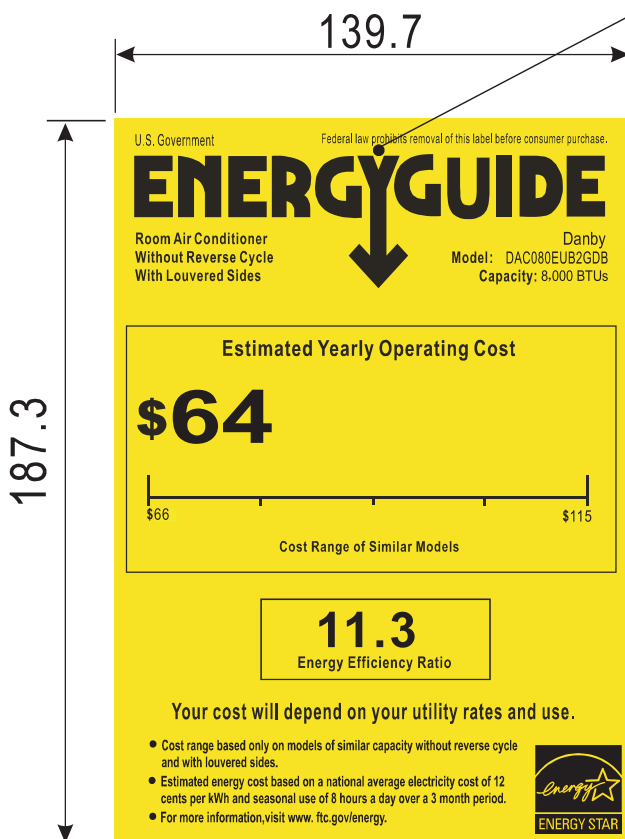 139.7
187.3
U.S. Government
Federal law prohibits removal of this label before consumer purchase.
ENERGYGUIDE
Room Air Conditioner
Without Reverse Cycle
With Louvered Sides
Danby
Model: DAC080EUB2GDB
Capacity: 8,000 BTUs
Estimated Yearly Operating Cost
$64
$66
$115
Cost Range of Similar Models
11.3
Energy Efficiency Ratio
Your cost will depend on your utility rates and use.
• Cost range based only on models of similar capacity without reverse cycle
and with louvered sides.
• Estimated energy cost based on a national average electricity cost of 12
cents per kWh and seasonal use of 8 hours a day over a 3 month period.
• For more information,visit www. ftc.gov/energy.
energy
ENERGY STAR